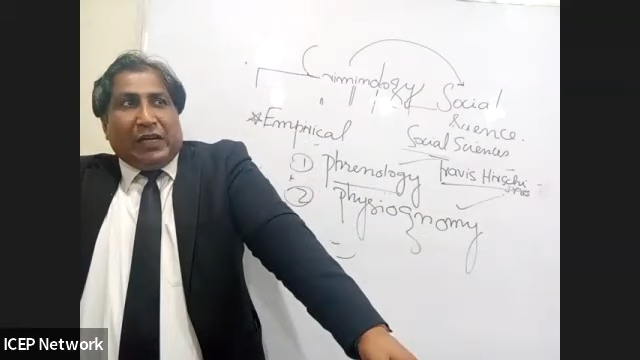 Criminology
Social
Science.
* Emprical
Social Sciences
① Phrenology
Travis Hirschi
② physiognomy
ICEP Network